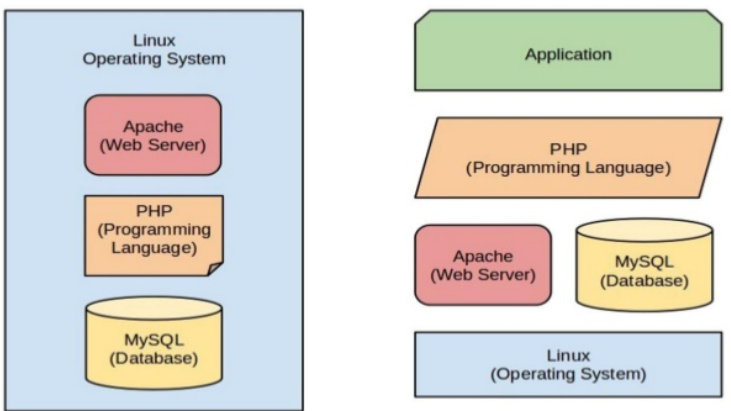 Linux
Operating System
Apache
(Web Server)
PHP
(Programming
Language)
MySQL
(Database)
Application
PHP
(Programming Language)
Apache
(Web Server)
MySQL
(Database)
Linux
(Operating System)